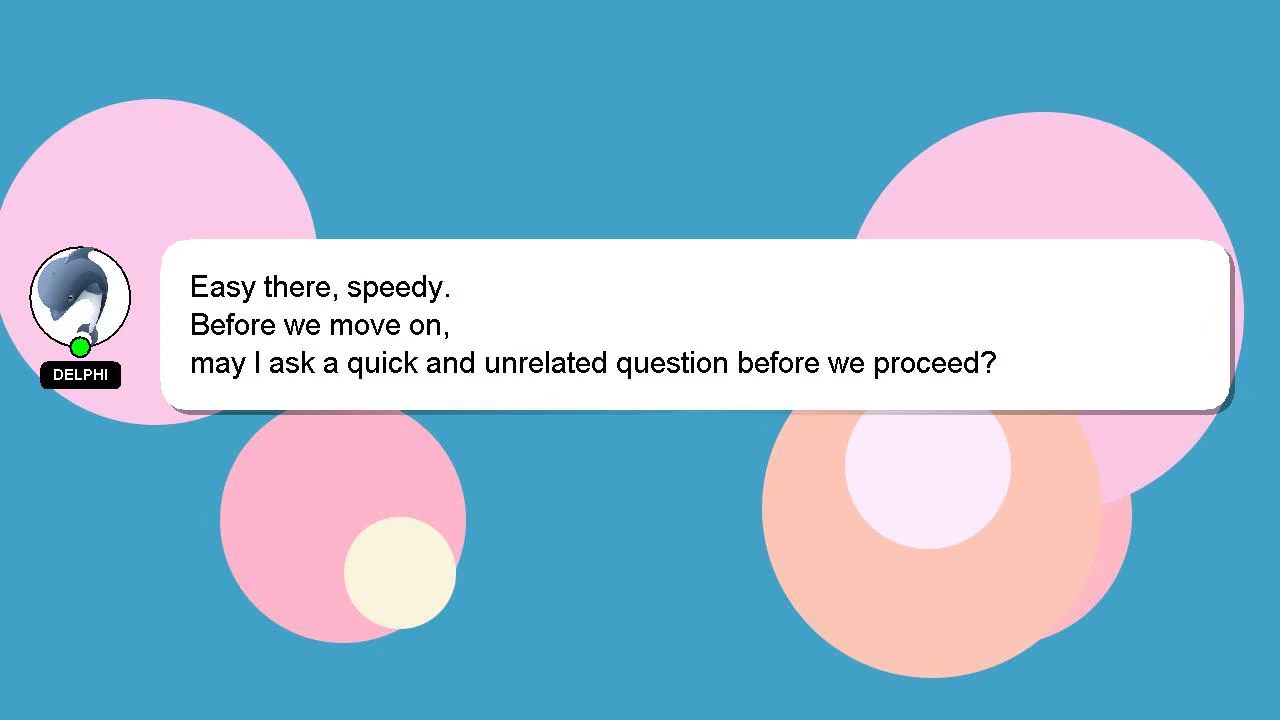 Easy there, speedy.
Before we move on,
may I ask a quick and unrelated question before we proceed?
DELPHI